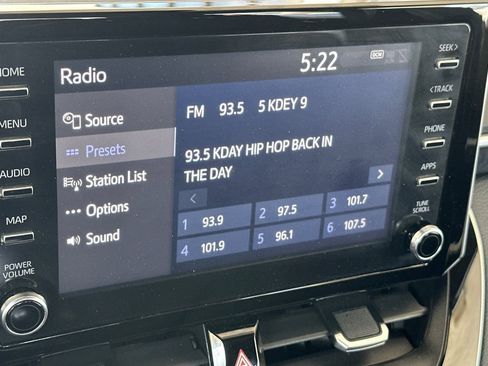 HOME
MENU
AUDIO
MAP
POWER
VOLUME
Radio
DCM
5:22
Source
Presets
Station List
Options
Sound
FM 93.5 5 KDEY 9
93.5 KDAY HIP HOP BACK IN
THE DAY
1 93.9 2 97.5 3 101.7
4 101.9 5 96.1 6 107.5
SEEK >
< TRACK
PHONE
APPS
TUNE
SCROLL